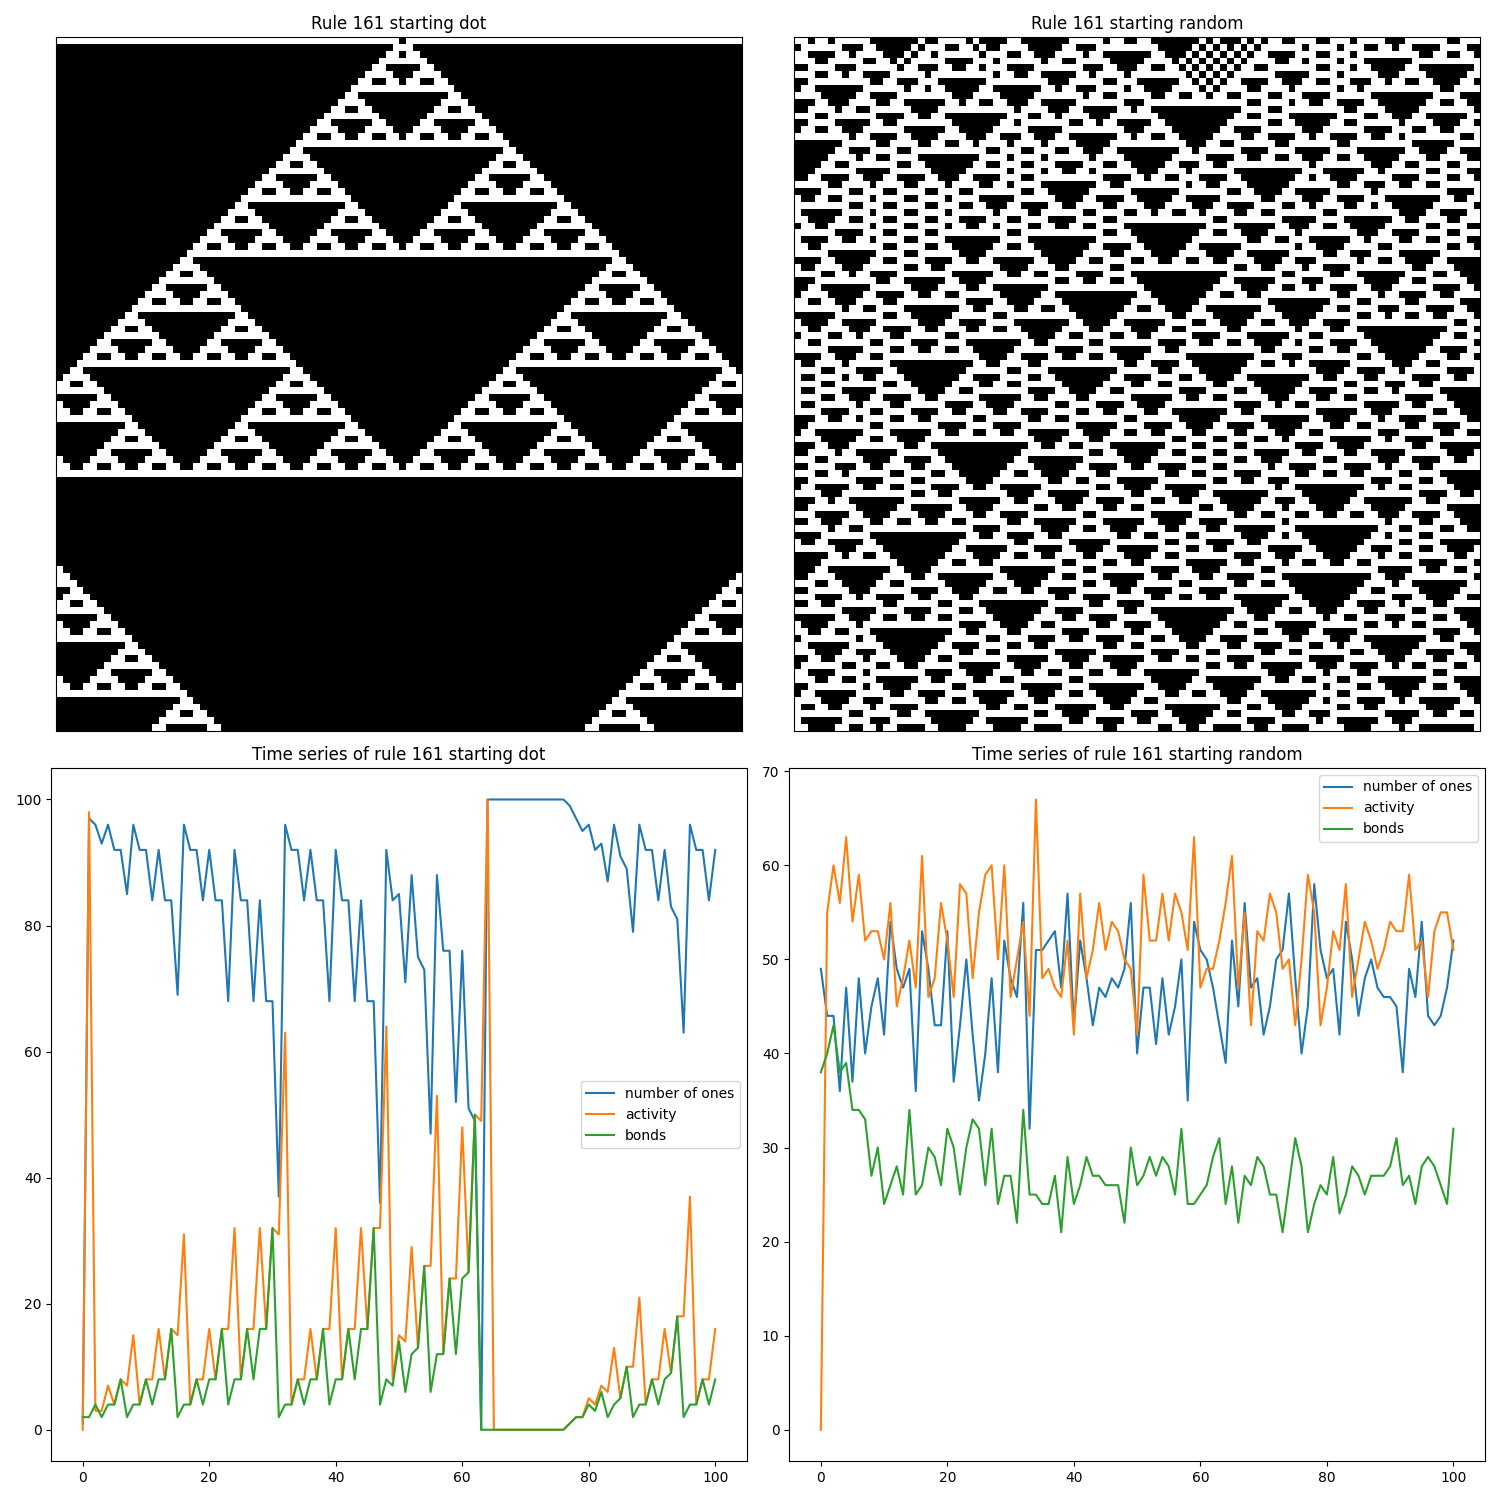 Rule 161 starting dot
Rule 161 starting random
Time series of rule 161 starting dot
100
80
60
40
20
0
number of ones
activity
bonds
0 20 40 60 80 100
Time series of rule 161 starting random
70
60
50
40
30
20
10
0
number of ones
activity
bonds
0 20 40 60 80 100